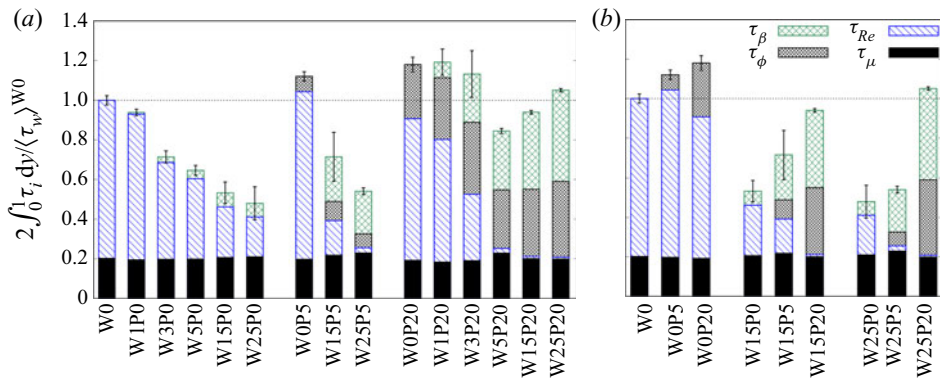 (a)
(b)
2 ∫₀¹ τᵢ dy/⟨τ_w⟩^W0
1.4
1.2
1.0
0.8
0.6
0.4
0.2
0
τ_β
τ_Re
τ_ϕ
τ_μ
W0
W1P0
W3P0
W5P0
W15P0
W25P0
W0P5
W15P5
W25P5
W0P20
W1P20
W3P20
W5P20
W15P20
W25P20
W0
W0P5
W0P20
W15P0
W15P5
W15P20
W25P0
W25P5
W25P20